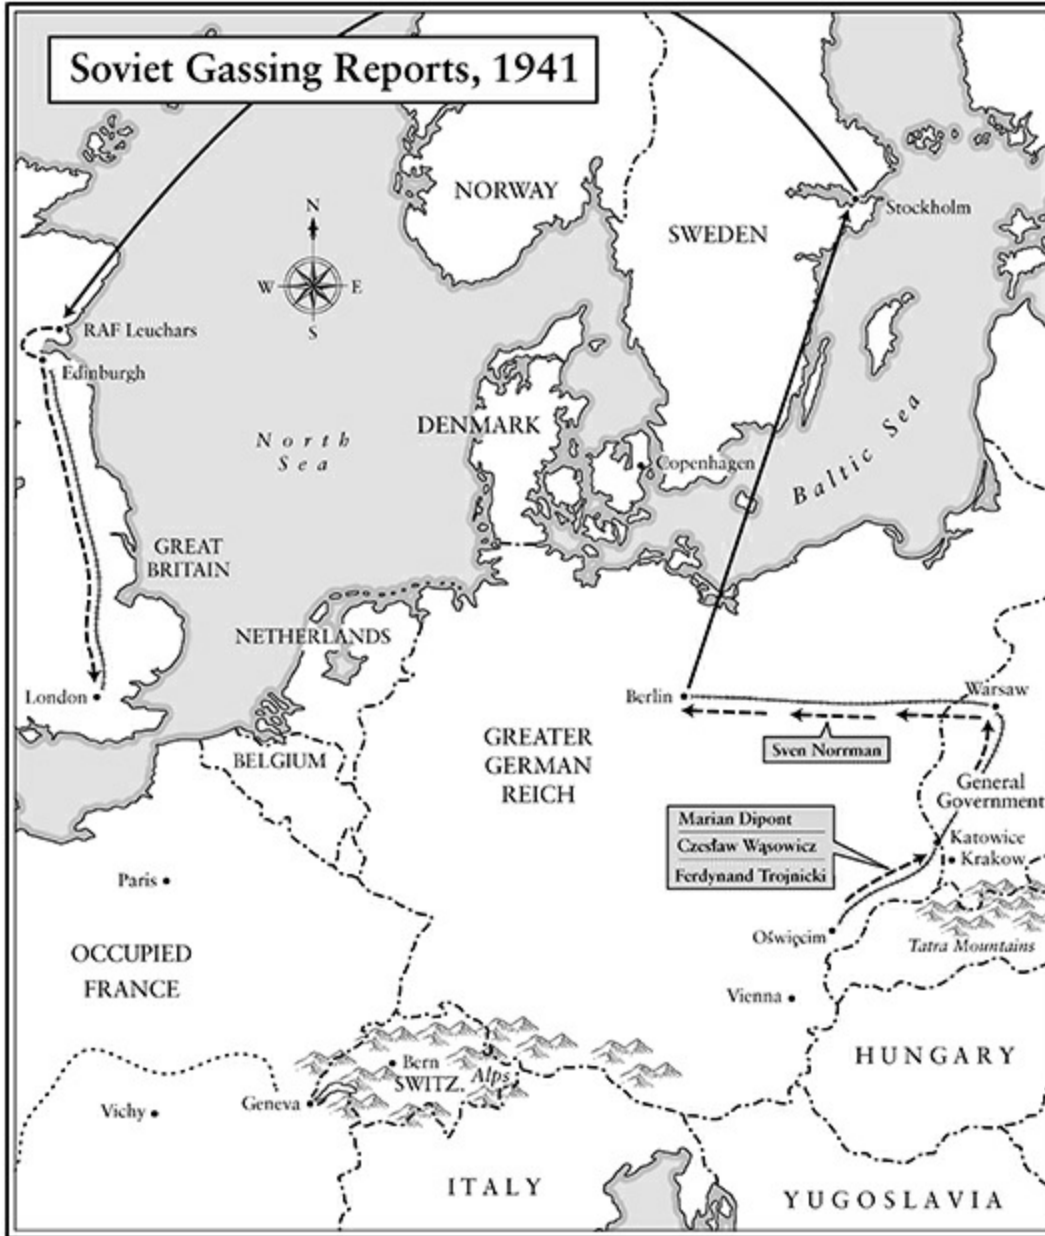 Soviet Gassing Reports, 1941
NORWAY
SWEDEN
Stockholm
N
W
E
S
RAF Leuchars
Edinburgh
North
Sea
DENMARK
Copenhagen
Baltic Sea
GREAT
BRITAIN
NETHERLANDS
London
Berlin
Warsaw
Sven Norrman
BELGIUM
GREATER
GERMAN
REICH
General
Government
Marian Dipont
Czesław Wąsowicz
Ferdynand Trojnicki
Katowice
Krakow
Paris
Oświęcim
Tatra Mountains
OCCUPIED
FRANCE
Vienna
Bern
SWITZ.
Alps
HUNGARY
Geneva
Vichy
ITALY
YUGOSLAVIA